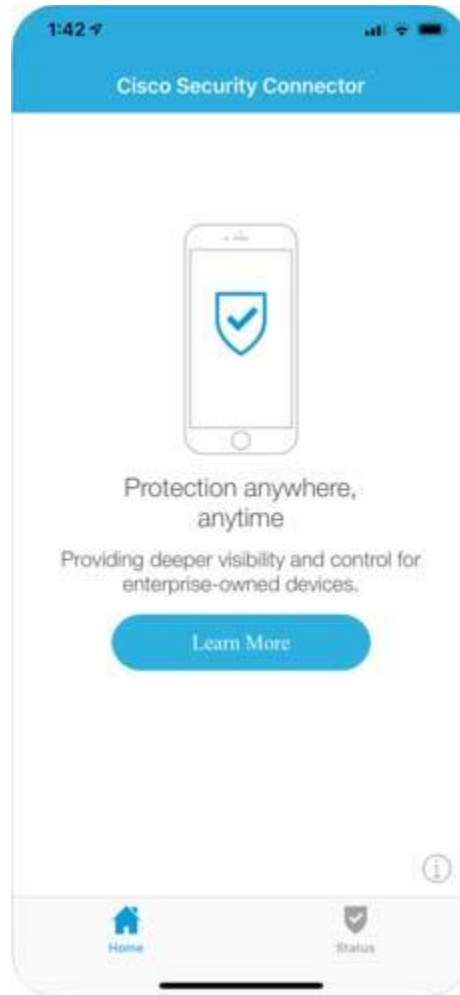 1:42
Cisco Security Connector
Protection anywhere,
anytime
Providing deeper visibility and control for
enterprise-owned devices.
Learn More
Home
Status